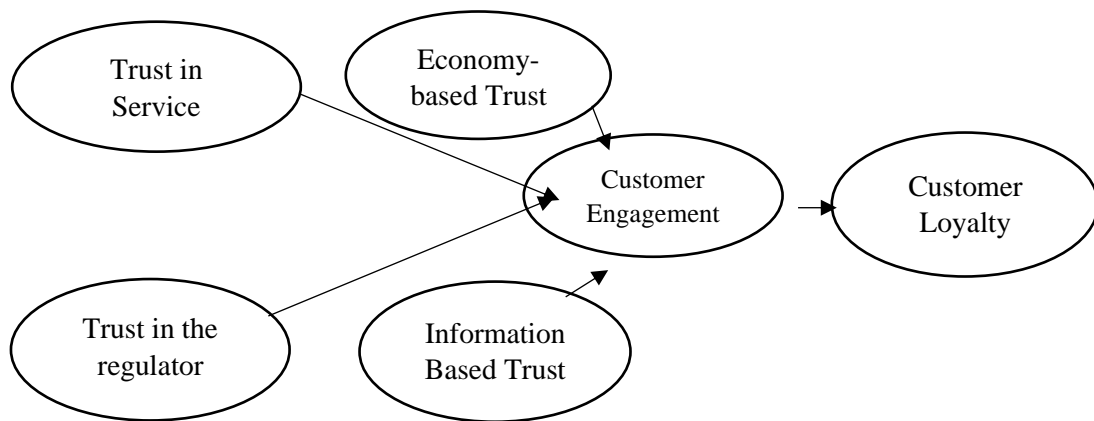 Trust in
Service
Economy-
based Trust
Customer
Engagement
Customer
Loyalty
Trust in the
regulator
Information
Based Trust